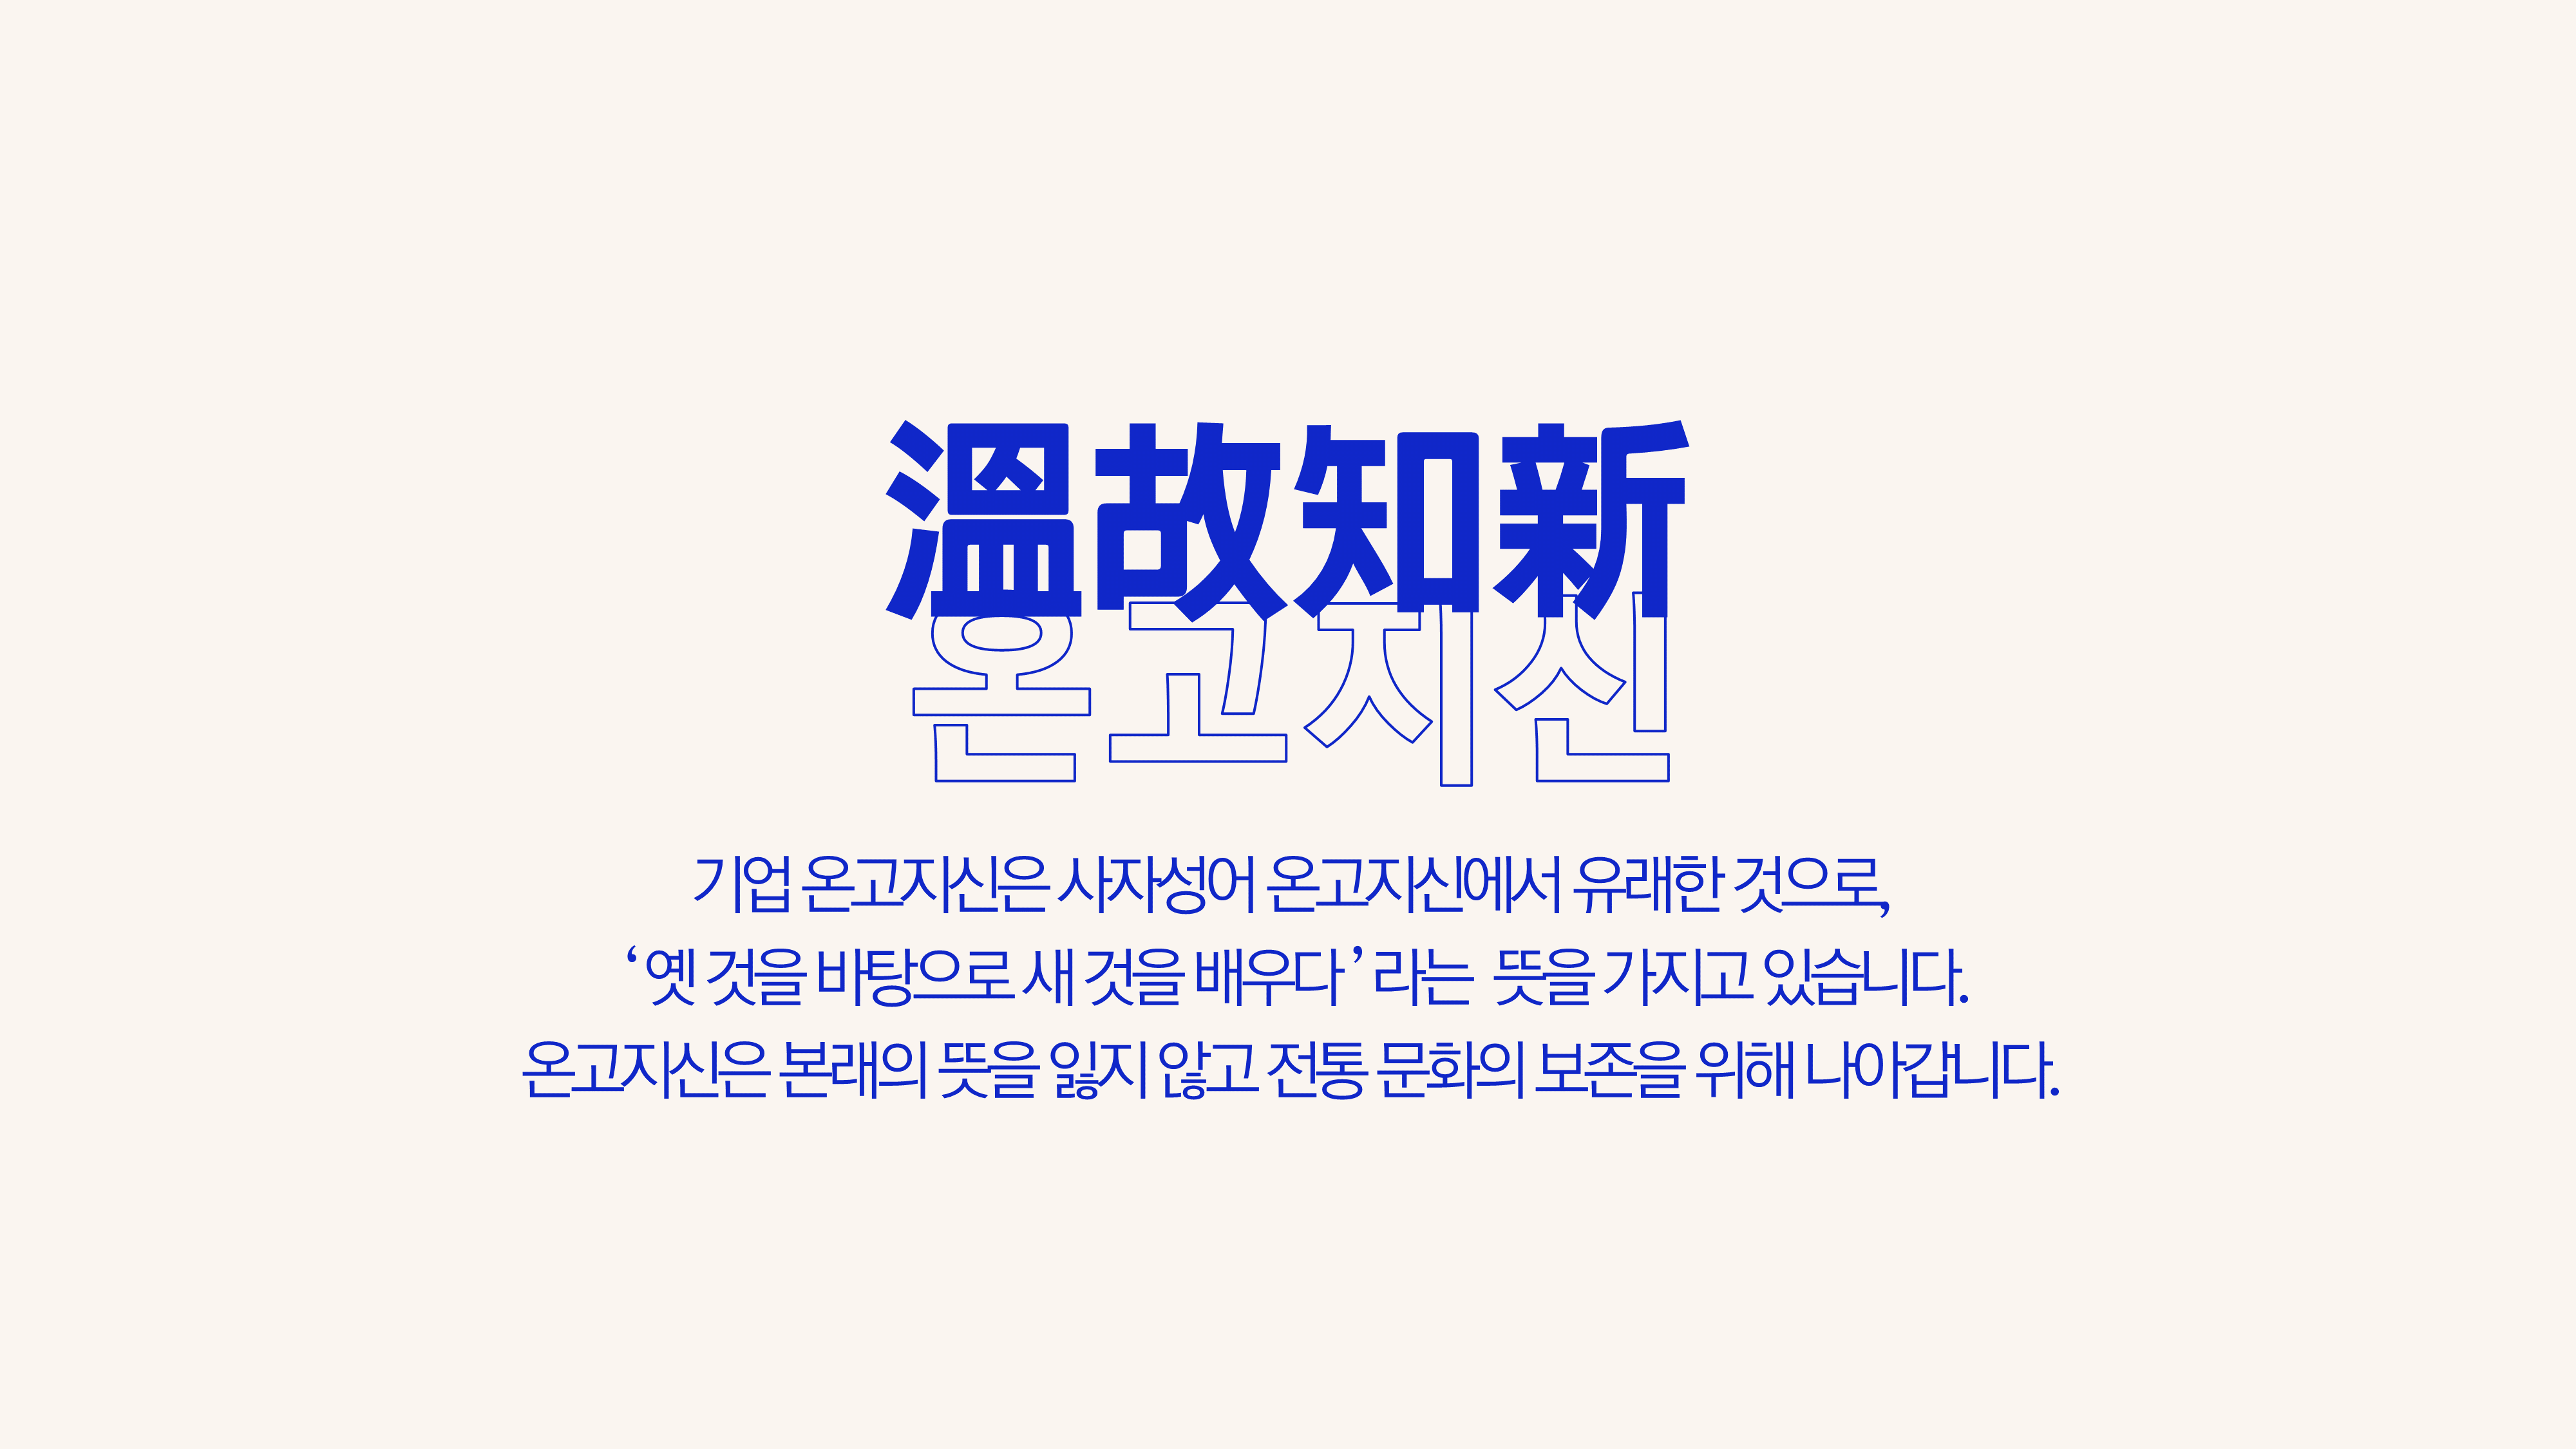 溫故知新
온고지신
기업 온고지신은 사자성어 온고지신에서 유래한 것으로,
‘옛 것을 바탕으로 새 것을 배우다’라는 뜻을 가지고 있습니다.
온고지신은 본래의 뜻을 잃지 않고 전통 문화의 보존을 위해 나아갑니다.